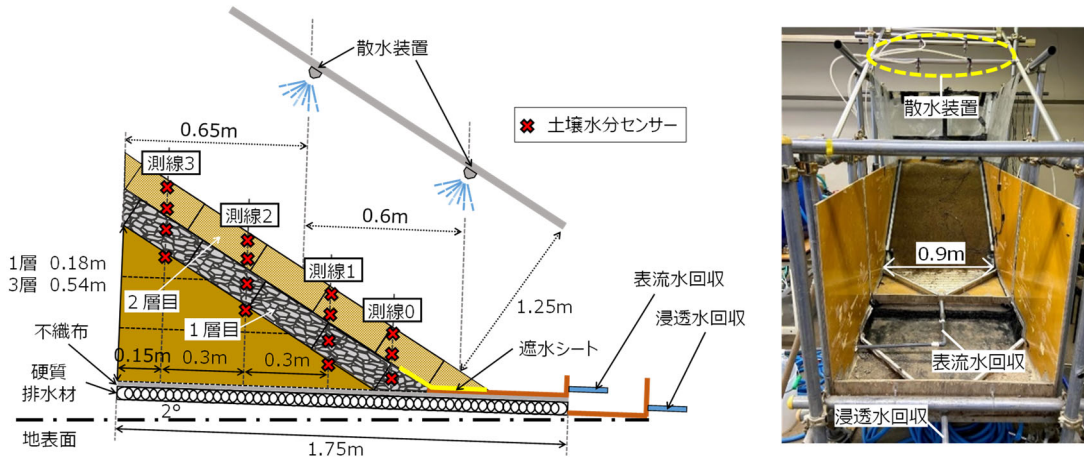 散水装置
0.65m
土壌水分センサー
測線3
測線2
0.6m
測線1
1層 0.18m
3層 0.54m
測線0
2層目
1層目
1.25m
表流水回収
浸透水回収
不織布
遮水シート
0.15m
0.3m
0.3m
硬質
排水材
2°
地表面
1.75m
散水装置
0.9m
表流水回収
浸透水回収